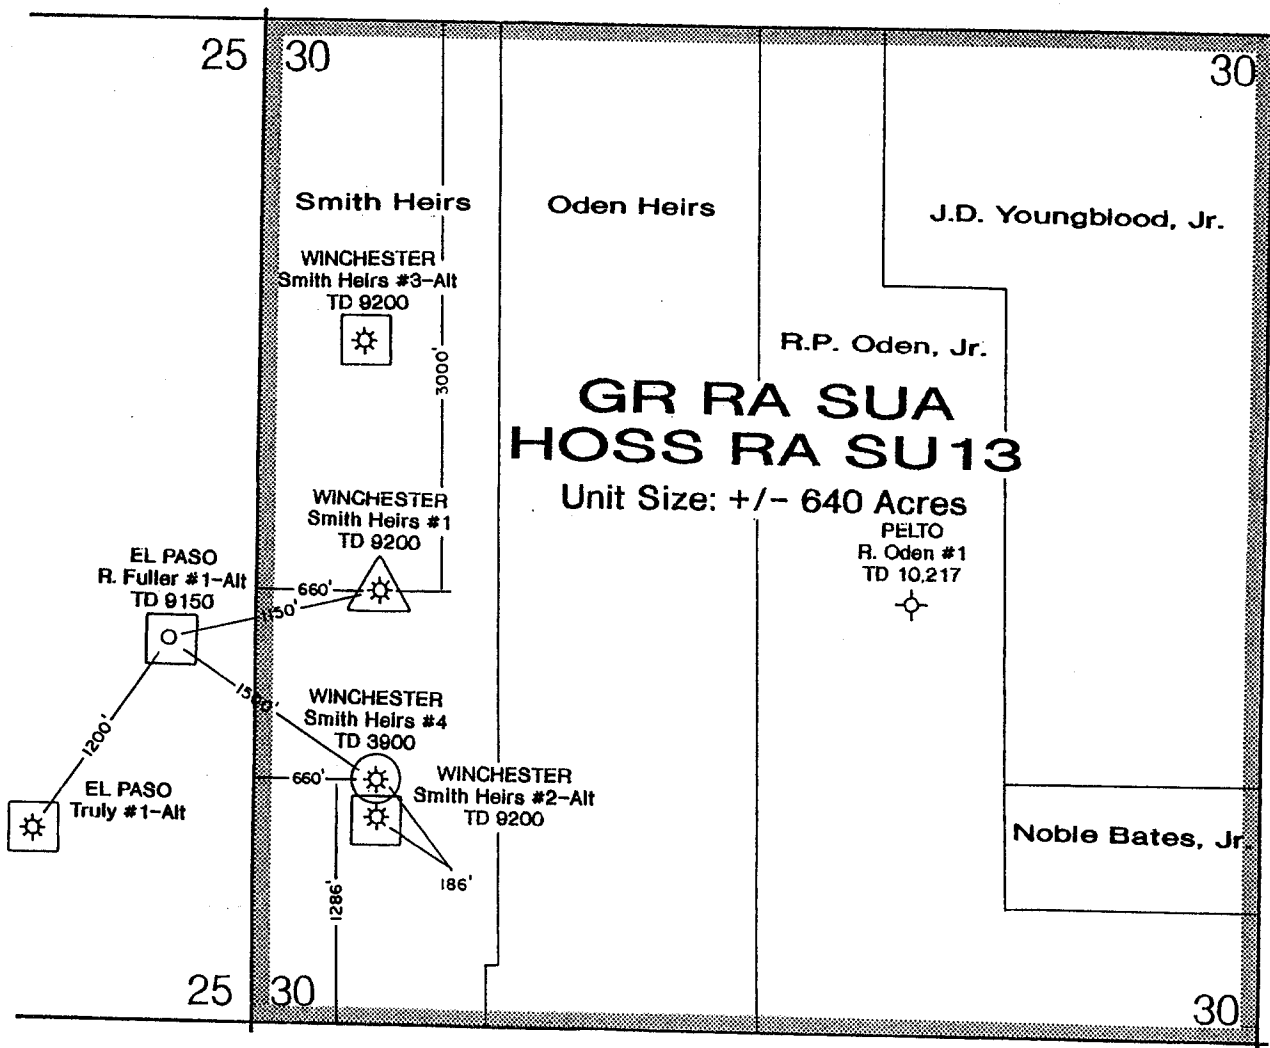 25
30
30
Smith Heirs
Oden Heirs
J.D. Youngblood, Jr.
WINCHESTER
Smith Heirs #3-Alt
TD 9200
3000'
R.P. Oden, Jr.
GR RA SUA
HOSS RA SU13
Unit Size: +/- 640 Acres
WINCHESTER
Smith Heirs #1
TD 9200
PELTO
R. Oden #1
TD 10,217
EL PASO
R. Fuller #1-Alt
TD 9150
660'
1150'
WINCHESTER
Smith Heirs #4
TD 3900
1200'
660'
WINCHESTER
Smith Heirs #2-Alt
TD 9200
EL PASO
Truly #1-Alt
Noble Bates, Jr.
186'
1286'
25
30
30